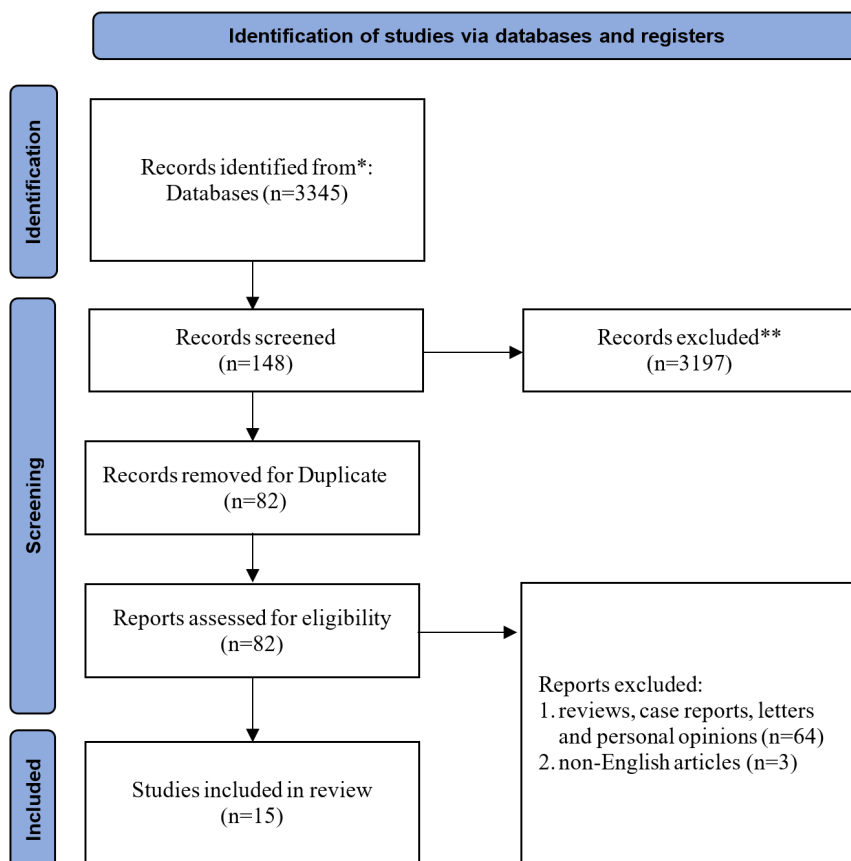 Identification of studies via databases and registers
Identification
Records identified from*:
Databases (n=3345)
Screening
Records screened
(n=148)
Records excluded**
(n=3197)
Records removed for Duplicate
(n=82)
Reports assessed for eligibility
(n=82)
Reports excluded:
1. reviews, case reports, letters
and personal opinions (n=64)
2. non-English articles (n=3)
Included
Studies included in review
(n=15)